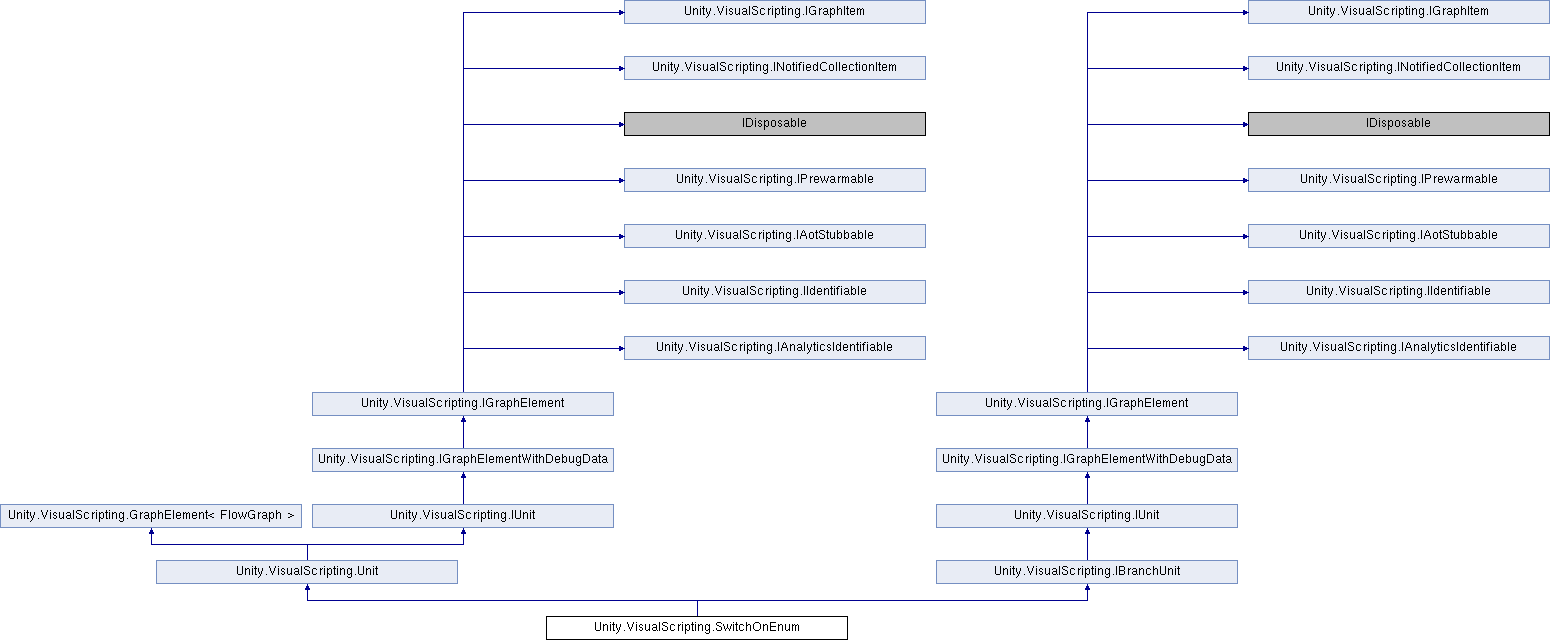 Unity.VisualScripting.IGraphItem Unity.VisualScripting.IGraphItem
Unity.VisualScripting.INotifiedCollectionItem Unity.VisualScripting.INotifiedCollectionItem
IDisposable IDisposable
Unity.VisualScripting.IPrewarmable Unity.VisualScripting.IPrewarmable
Unity.VisualScripting.IAotStubbable Unity.VisualScripting.IAotStubbable
Unity.VisualScripting.IIdentifiable Unity.VisualScripting.IIdentifiable
Unity.VisualScripting.IAnalyticsIdentifiable Unity.VisualScripting.IAnalyticsIdentifiable
Unity.VisualScripting.IGraphElement Unity.VisualScripting.IGraphElement
Unity.VisualScripting.IGraphElementWithDebugData Unity.VisualScripting.IGraphElementWithDebugData
Unity.VisualScripting.GraphElement< FlowGraph > Unity.VisualScripting.IUnit Unity.VisualScripting.IUnit
Unity.VisualScripting.Unit Unity.VisualScripting.IBranchUnit
Unity.VisualScripting.SwitchOnEnum